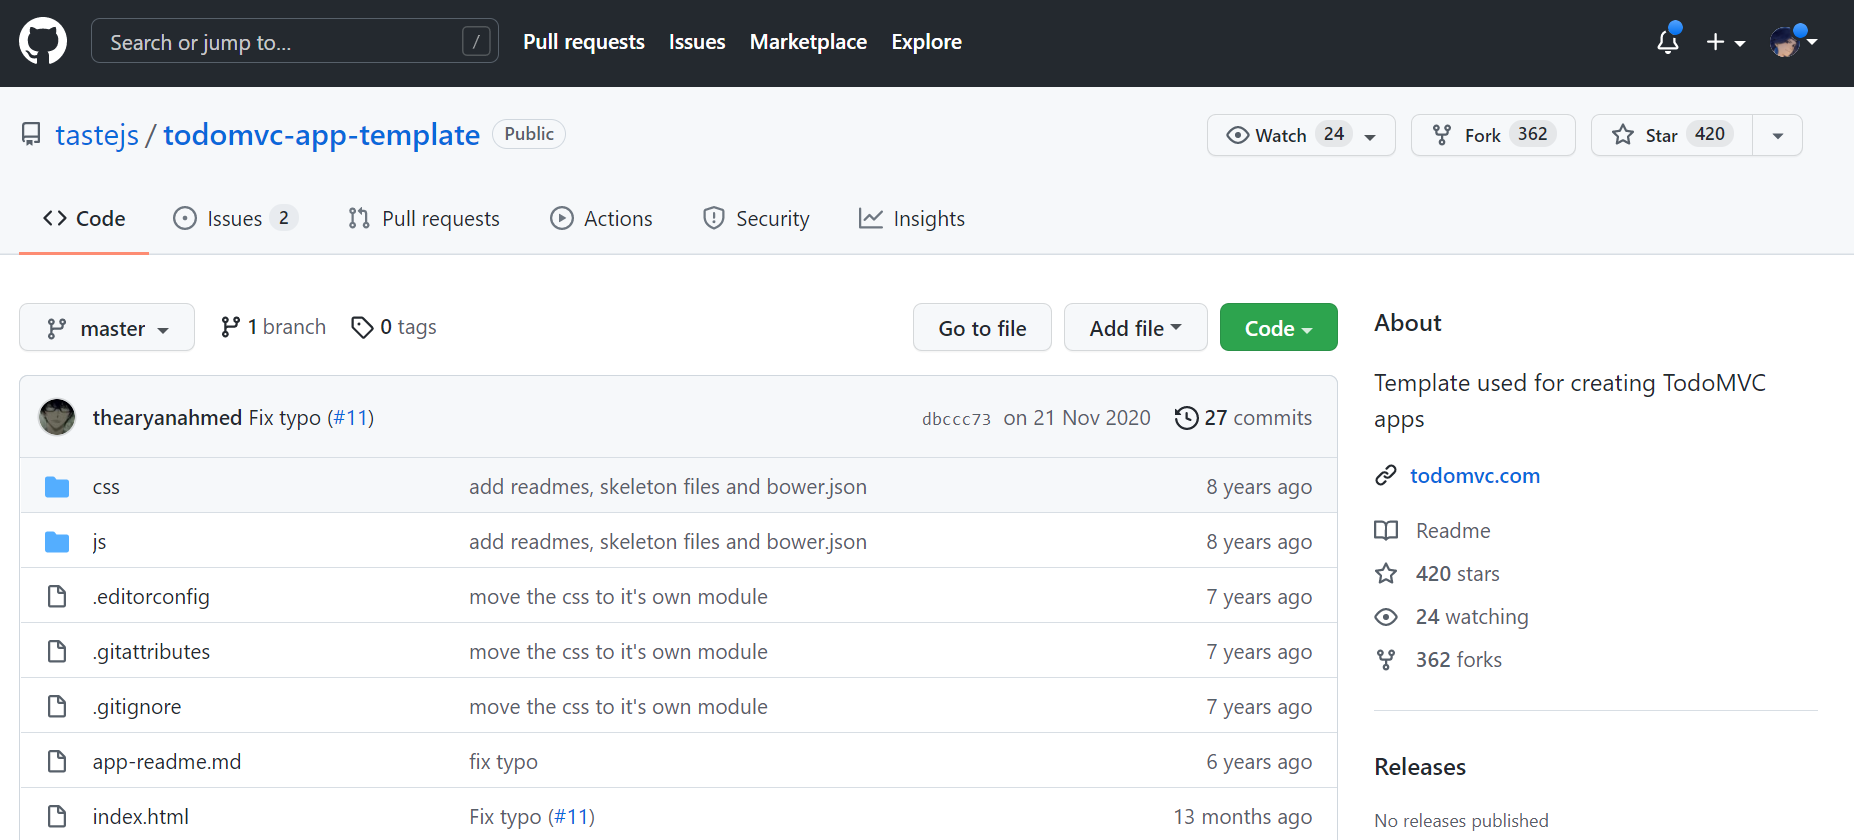 Search or jump to... / Pull requests Issues Marketplace Explore
tastejs / todomvc-app-template Public Watch 24 Fork 362 Star 420
Code Issues 2 Pull requests Actions Security Insights
master 1 branch 0 tags Go to file Add file Code
thearyanahmed Fix typo (#11) dbccc73 on 21 Nov 2020 27 commits
css add readmes, skeleton files and bower.json 8 years ago
js add readmes, skeleton files and bower.json 8 years ago
.editorconfig move the css to it's own module 7 years ago
.gitattributes move the css to it's own module 7 years ago
.gitignore move the css to it's own module 7 years ago
app-readme.md fix typo 6 years ago
index.html Fix typo (#11) 13 months ago
About
Template used for creating TodoMVC
apps
todomvc.com
Readme
420 stars
24 watching
362 forks
Releases
No releases published